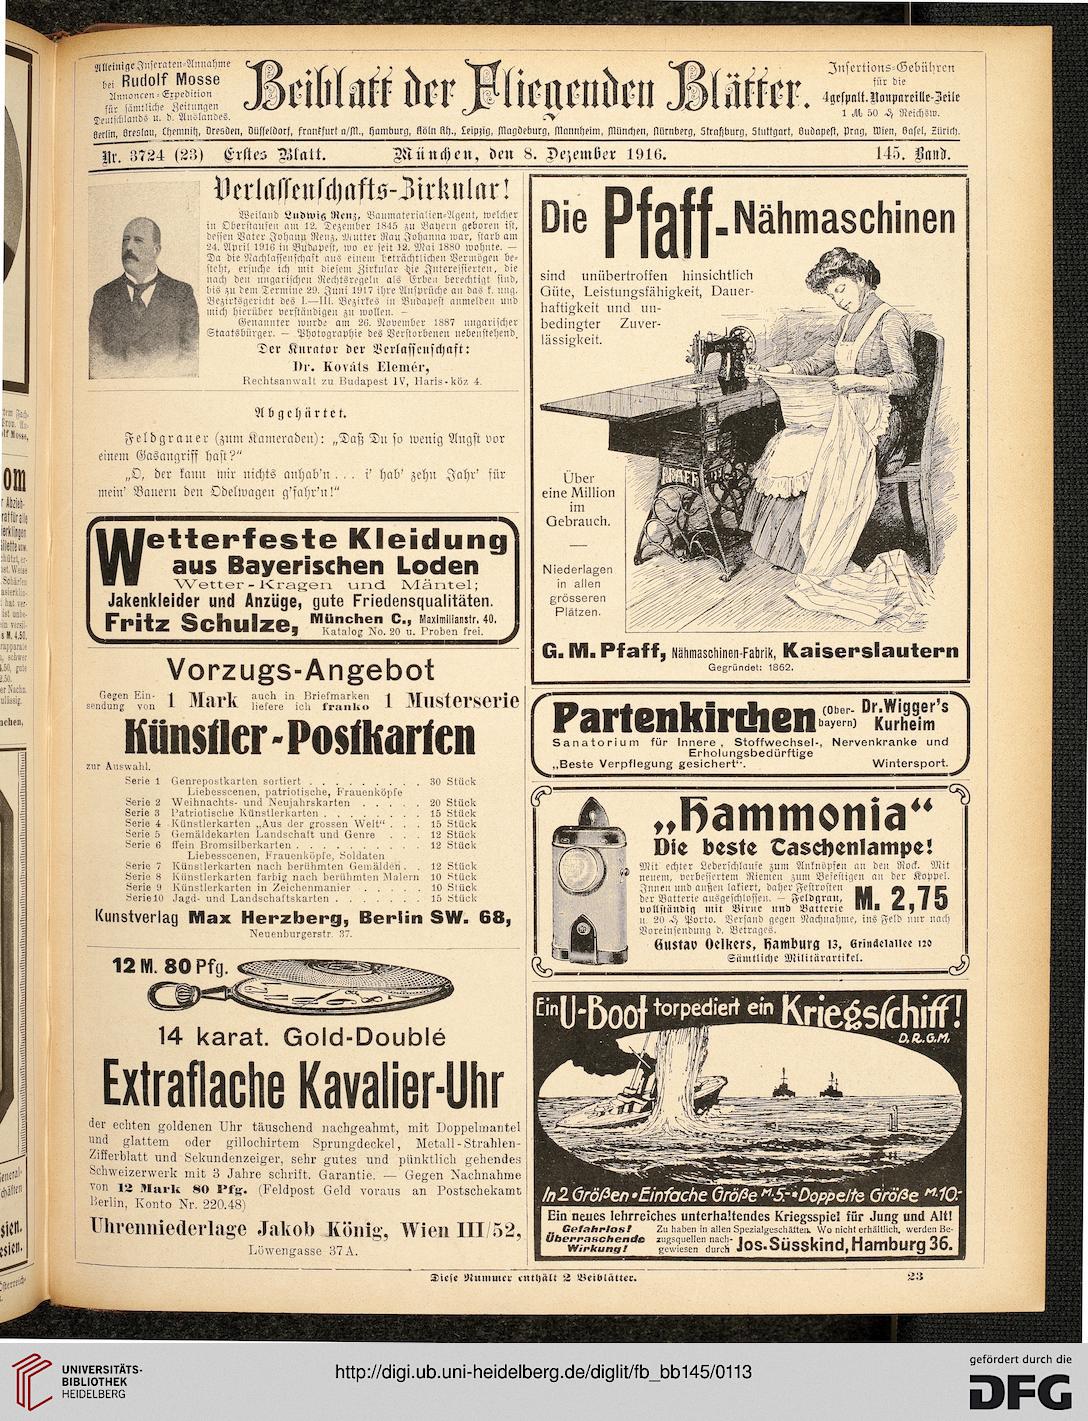 Alleinige Inseraten-Annahme
bei Rudolf Mosse
Annoncen-Expedition
für sämtliche Zeitungen
Deutschlands u. d. Auslandes.
Beiblatt der Fliegenden Blätter.
Insertions-Gebühren
für die
4gespalt. Nonpareille-Zeile
1 M 50 ₰ Reichsw.
Berlin, Breslau, Chemnitz, Dresden, Düsseldorf, Frankfurt a/M., Hamburg, Köln Rh., Leipzig, Magdeburg, Mannheim, München, Nürnberg, Straßburg, Stuttgart, Budapest, Prag, Wien, Basel, Zürich.
Nr. 3724 (23) Erstes Blatt. München, den 8. Dezember 1916. 145. Band.
Verlassenschafts-Zirkular!
Weiland Ludwig Renz, Baumaterialien-Agent, welcher
in Oberstaufen am 12. Dezember 1845 zu Bayern geboren ist,
dessen Vater Johann Renz, Mutter Rau Johanna war, starb am
24. April 1916 in Budapest, wo er seit 12. Mai 1880 wohnte. —
Da die Nachlassenschaft aus einem beträchtlichen Vermögen be-
steht, ersuche ich mit diesem Zirkular die Interessierten, die
nach den ungarischen Rechtsregeln als Erben berechtigt sind,
bis zu dem Termine 29. Juni 1917 ihre Ansprüche an das k. ung.
Bezirksgericht des I.—III. Bezirkes in Budapest anmelden und
mich hierüber verständigen zu wollen. —
Genannter wurde am 26. November 1887 ungarischer
Staatsbürger. — Photographie des Verstorbenen nebenstehend.
Der Kurator der Verlassenschaft:
Dr. Kováts Elemér,
Rechtsanwalt zu Budapest IV, Haris-köz 4.
Abgehärtet.
Feldgrauer (zum Kameraden): „Daß Du so wenig Angst vor
einem Gasangriff hast?“
„O, der kann mir nichts anhab'n . . . i' hab' zehn Jahr' für
mein' Bauern den Odelwagen g'fahr'n!“
Wetterfeste Kleidung
aus Bayerischen Loden
Wetter-Kragen und Mäntel;
Jakenkleider und Anzüge, gute Friedensqualitäten.
Fritz Schulze, München C., Maximilianstr. 40.
Katalog No. 20 u. Proben frei.
Vorzugs-Angebot
Gegen Ein-
sendung von 1 Mark auch in Briefmarken
liefere ich franko 1 Musterserie
Künstler-Postkarten
zur Auswahl.
Serie 1 Genrepostkarten sortiert . . . . . . . . 30 Stück
Liebesscenen, patriotische, Frauenköpfe
Serie 2 Weihnachts- und Neujahrskarten . . . . . 20 Stück
Serie 3 Patriotische Künstlerkarten . . . . . . . 15 Stück
Serie 4 Künstlerkarten „Aus der grossen Welt“ . . . 15 Stück
Serie 5 Gemäldekarten Landschaft und Genre . . . 12 Stück
Serie 6 ffein Bromsilberkarten . . . . . . . . 12 Stück
Liebesscenen, Frauenköpfe, Soldaten
Serie 7 Künstlerkarten nach berühmten Gemälden . 12 Stück
Serie 8 Künstlerkarten farbig nach berühmten Malern 10 Stück
Serie 9 Künstlerkarten in Zeichenmanier . . . . . 10 Stück
Serie 10 Jagd- und Landschaftskarten . . . . . . 15 Stück
Kunstverlag Max Herzberg, Berlin SW. 68,
Neuenburgerstr. 37.
12 M. 80 Pfg.
14 karat. Gold-Doublé
Extraflache Kavalier-Uhr
der echten goldenen Uhr täuschend nachgeahmt, mit Doppelmantel
und glattem oder gillochirtem Sprungdeckel, Metall-Strahlen-
Zifferblatt und Sekundenzeiger, sehr gutes und pünktlich gehendes
Schweizerwerk mit 3 Jahre schrift. Garantie. — Gegen Nachnahme
von 12 Mark 80 Pfg. (Feldpost Geld voraus an Postscheckamt
Berlin, Konto Nr. 220.48)
Uhrenniederlage Jakob König, Wien III/52,
Löwengasse 37A.
Die Pfaff-Nähmaschinen
sind unübertroffen hinsichtlich
Güte, Leistungsfähigkeit, Dauer-
haftigkeit und un-
bedingter Zuver-
lässigkeit.
PFAFF
Über
eine Million
im
Gebrauch.
Niederlagen
in allen
grösseren
Plätzen.
G. M. Pfaff, Nähmaschinen-Fabrik, Kaiserslautern
Gegründet: 1862.
Partenkirchen (Ober-
bayern) Dr. Wigger's
Kurheim
Sanatorium für Innere, Stoffwechsel-, Nervenkranke und
Erholungsbedürftige
„Beste Verpflegung gesichert“. Wintersport.
„Hammonia“
Die beste Taschenlampe!
Mit echter Lederschlaufe zum Anknöpfen an den Rock. Mit
neuem, verbessertem Riemen zum Befestigen an der Koppel.
Innen und außen lakiert, daher Festrosten
der Batterie ausgeschlossen. — Feldgrau,
vollständig mit Birne und Batterie M. 2,75
u. 20 ₰ Porto. Versand gegen Nachnahme, ins Feld nur nach
Voreinsendung d. Betrages.
Gustav Oelkers, Hamburg 13, Grindelallee 120
Sämtliche Militärartikel.
Ein U-Boot torpediert ein Kriegsschiff!
D.R.G.M.
In 2 Größen • Einfache Größe M.5-• Doppelte Größe M.10.-
Ein neues lehrreiches unterhaltendes Kriegsspiel für Jung und Alt!
Gefahrlos!
Überraschende
Wirkung!
Zu haben in allen Spezialgeschäften. Wo nicht erhältlich, werden Be-
zugsquellen nach-
gewiesen durch Jos. Süsskind, Hamburg 36.
Diese Nummer enthält 2 Beiblätter.
23
UNIVERSITÄTS-
BIBLIOTHEK
HEIDELBERG
http://digi.ub.uni-heidelberg.de/diglit/fb_bb145/0113
gefördert durch die
DFG